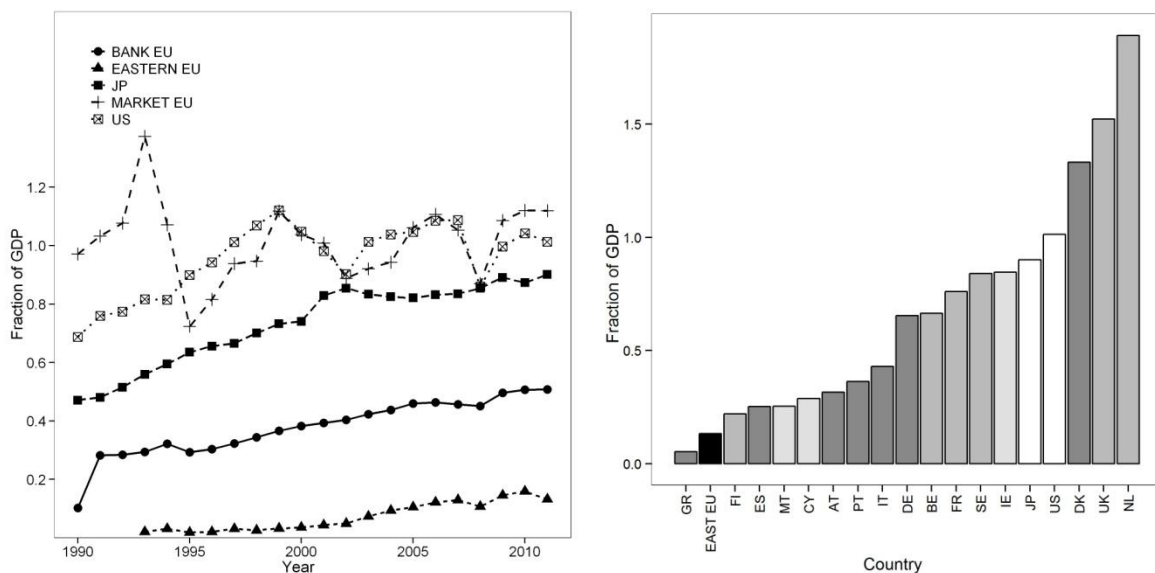 BANK EU
EASTERN EU
JP
MARKET EU
US
Fraction of GDP
1.2
1.0
0.8
0.6
0.4
0.2
1990
1995
2000
2005
2010
Year
Fraction of GDP
1.5
1.0
0.5
0.0
GR
EAST EU
FI
ES
MT
CY
AT
PT
IT
DE
BE
FR
SE
IE
JP
US
DK
UK
NL
Country